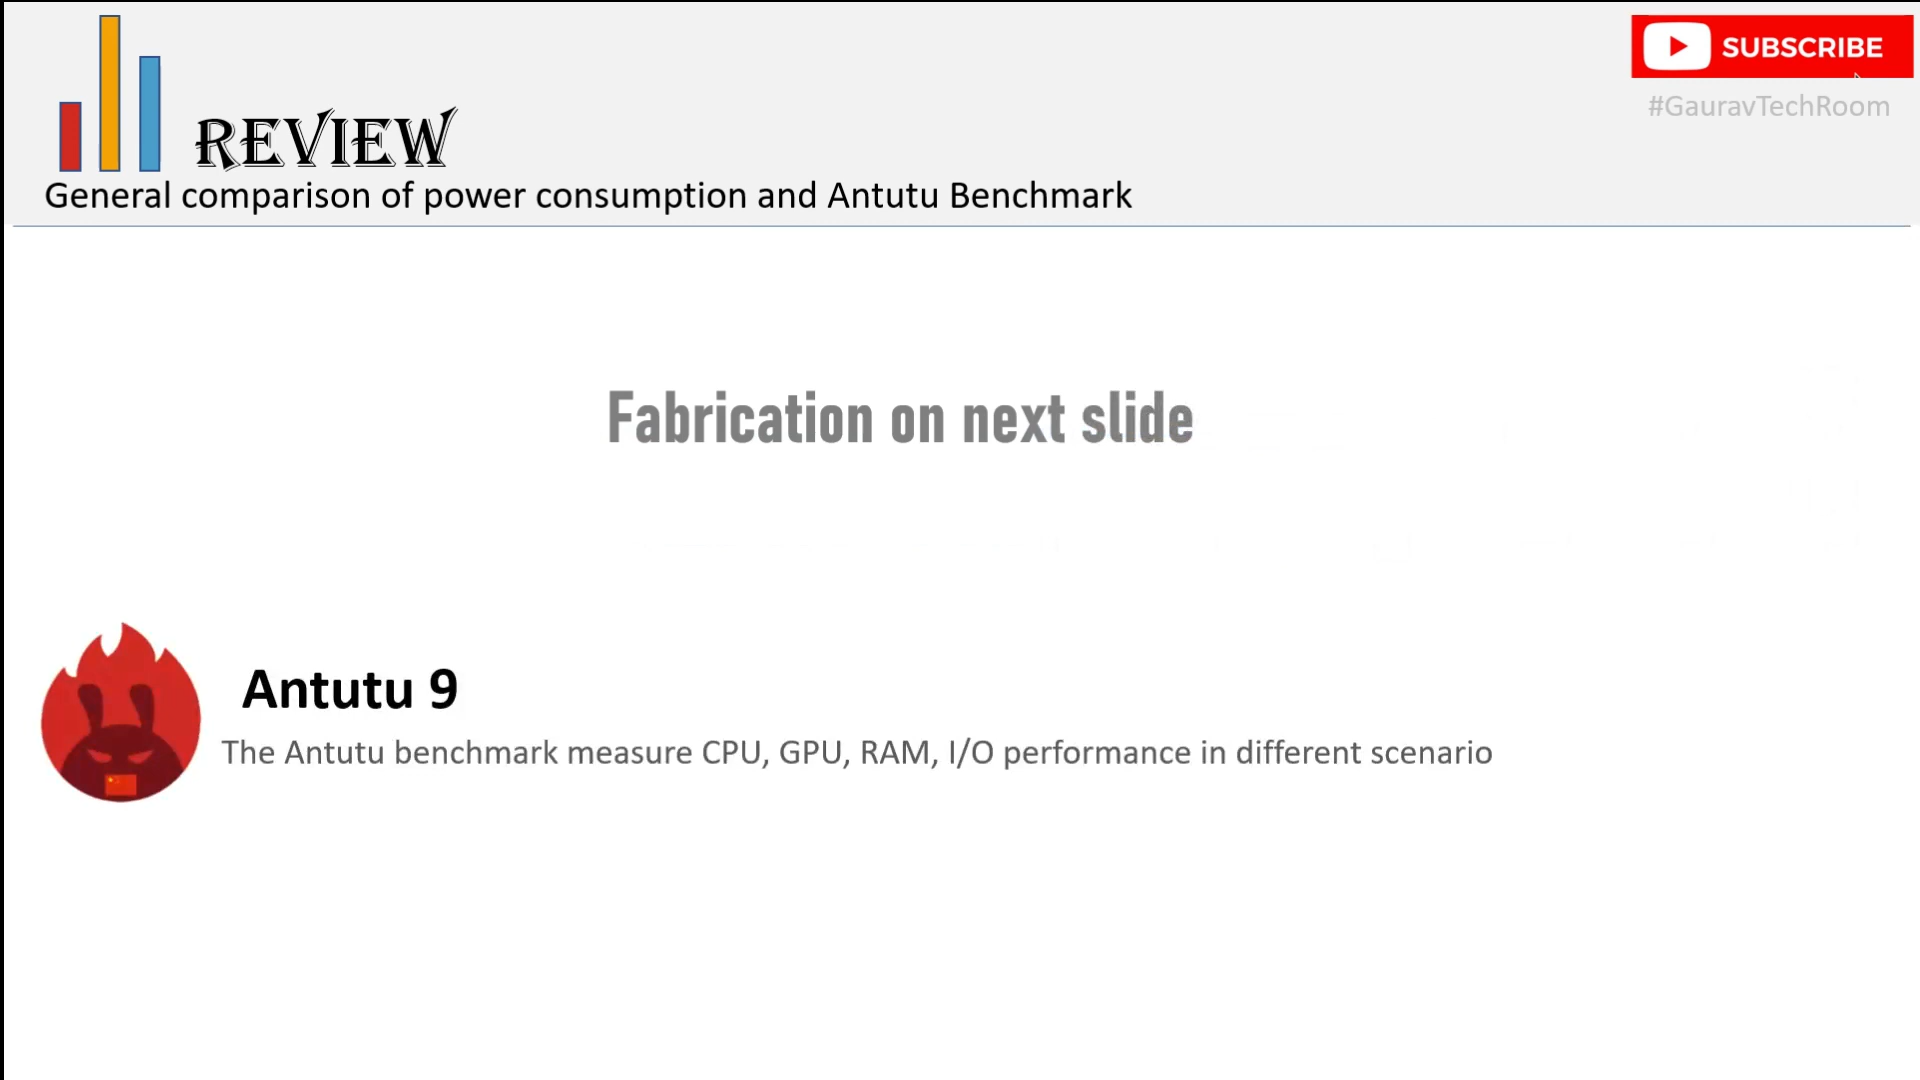 SUBSCRIBE
#GauravTechRoom
REVIEW
General comparison of power consumption and Antutu Benchmark
Fabrication on next slide
Antutu 9
The Antutu benchmark measure CPU, GPU, RAM, I/O performance in different scenario